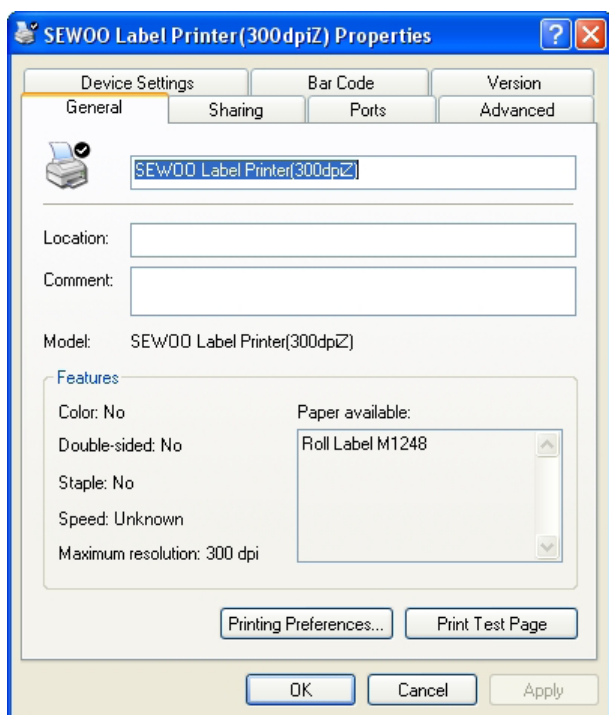 SEWOO Label Printer(300dpiZ) Properties
Device Settings Bar Code Version
General Sharing Ports Advanced
SEWOO Label Printer(300dpiZ)
Location:
Comment:
Model: SEWOO Label Printer(300dpiZ)
Features
Color: No
Double-sided: No
Staple: No
Speed: Unknown
Maximum resolution: 300 dpi
Paper available:
Roll Label M1248
Printing Preferences... Print Test Page
OK Cancel Apply